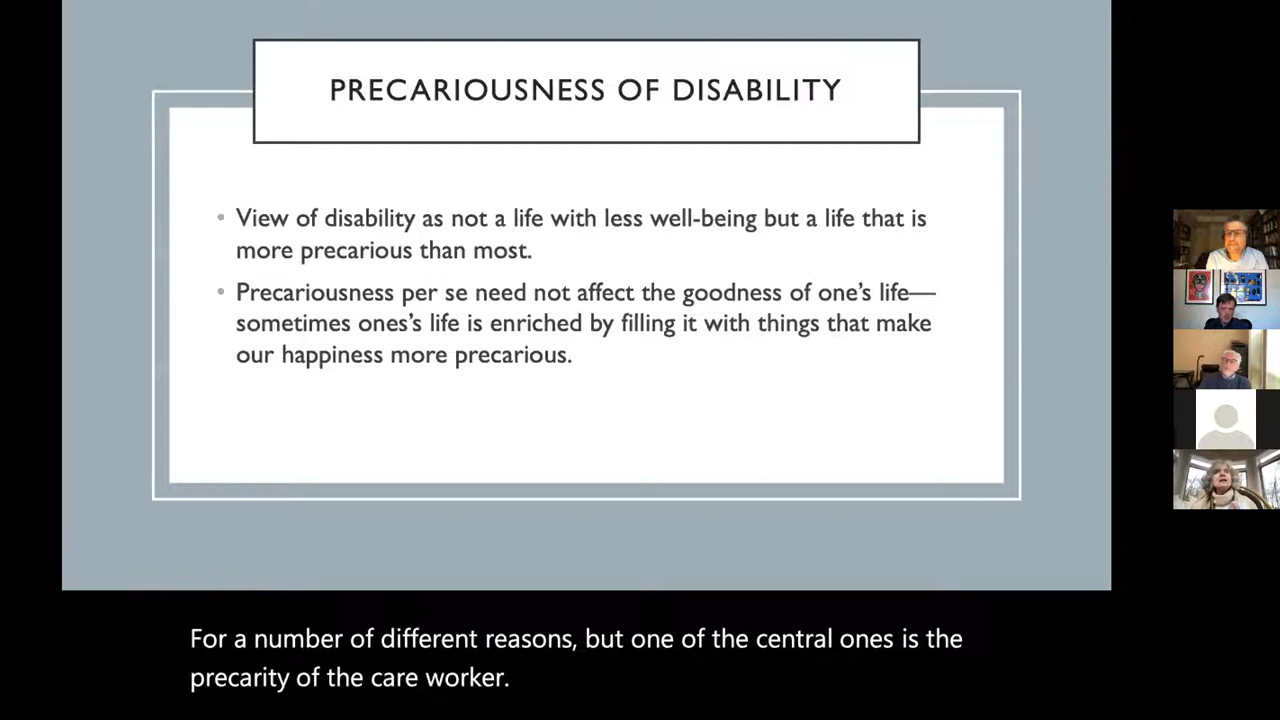 PRECARIOUSNESS OF DISABILITY
• View of disability as not a life with less well-being but a life that is
more precarious than most.
• Precariousness per se need not affect the goodness of one’s life—
sometimes ones’s life is enriched by filling it with things that make
our happiness more precarious.
For a number of different reasons, but one of the central ones is the
precarity of the care worker.